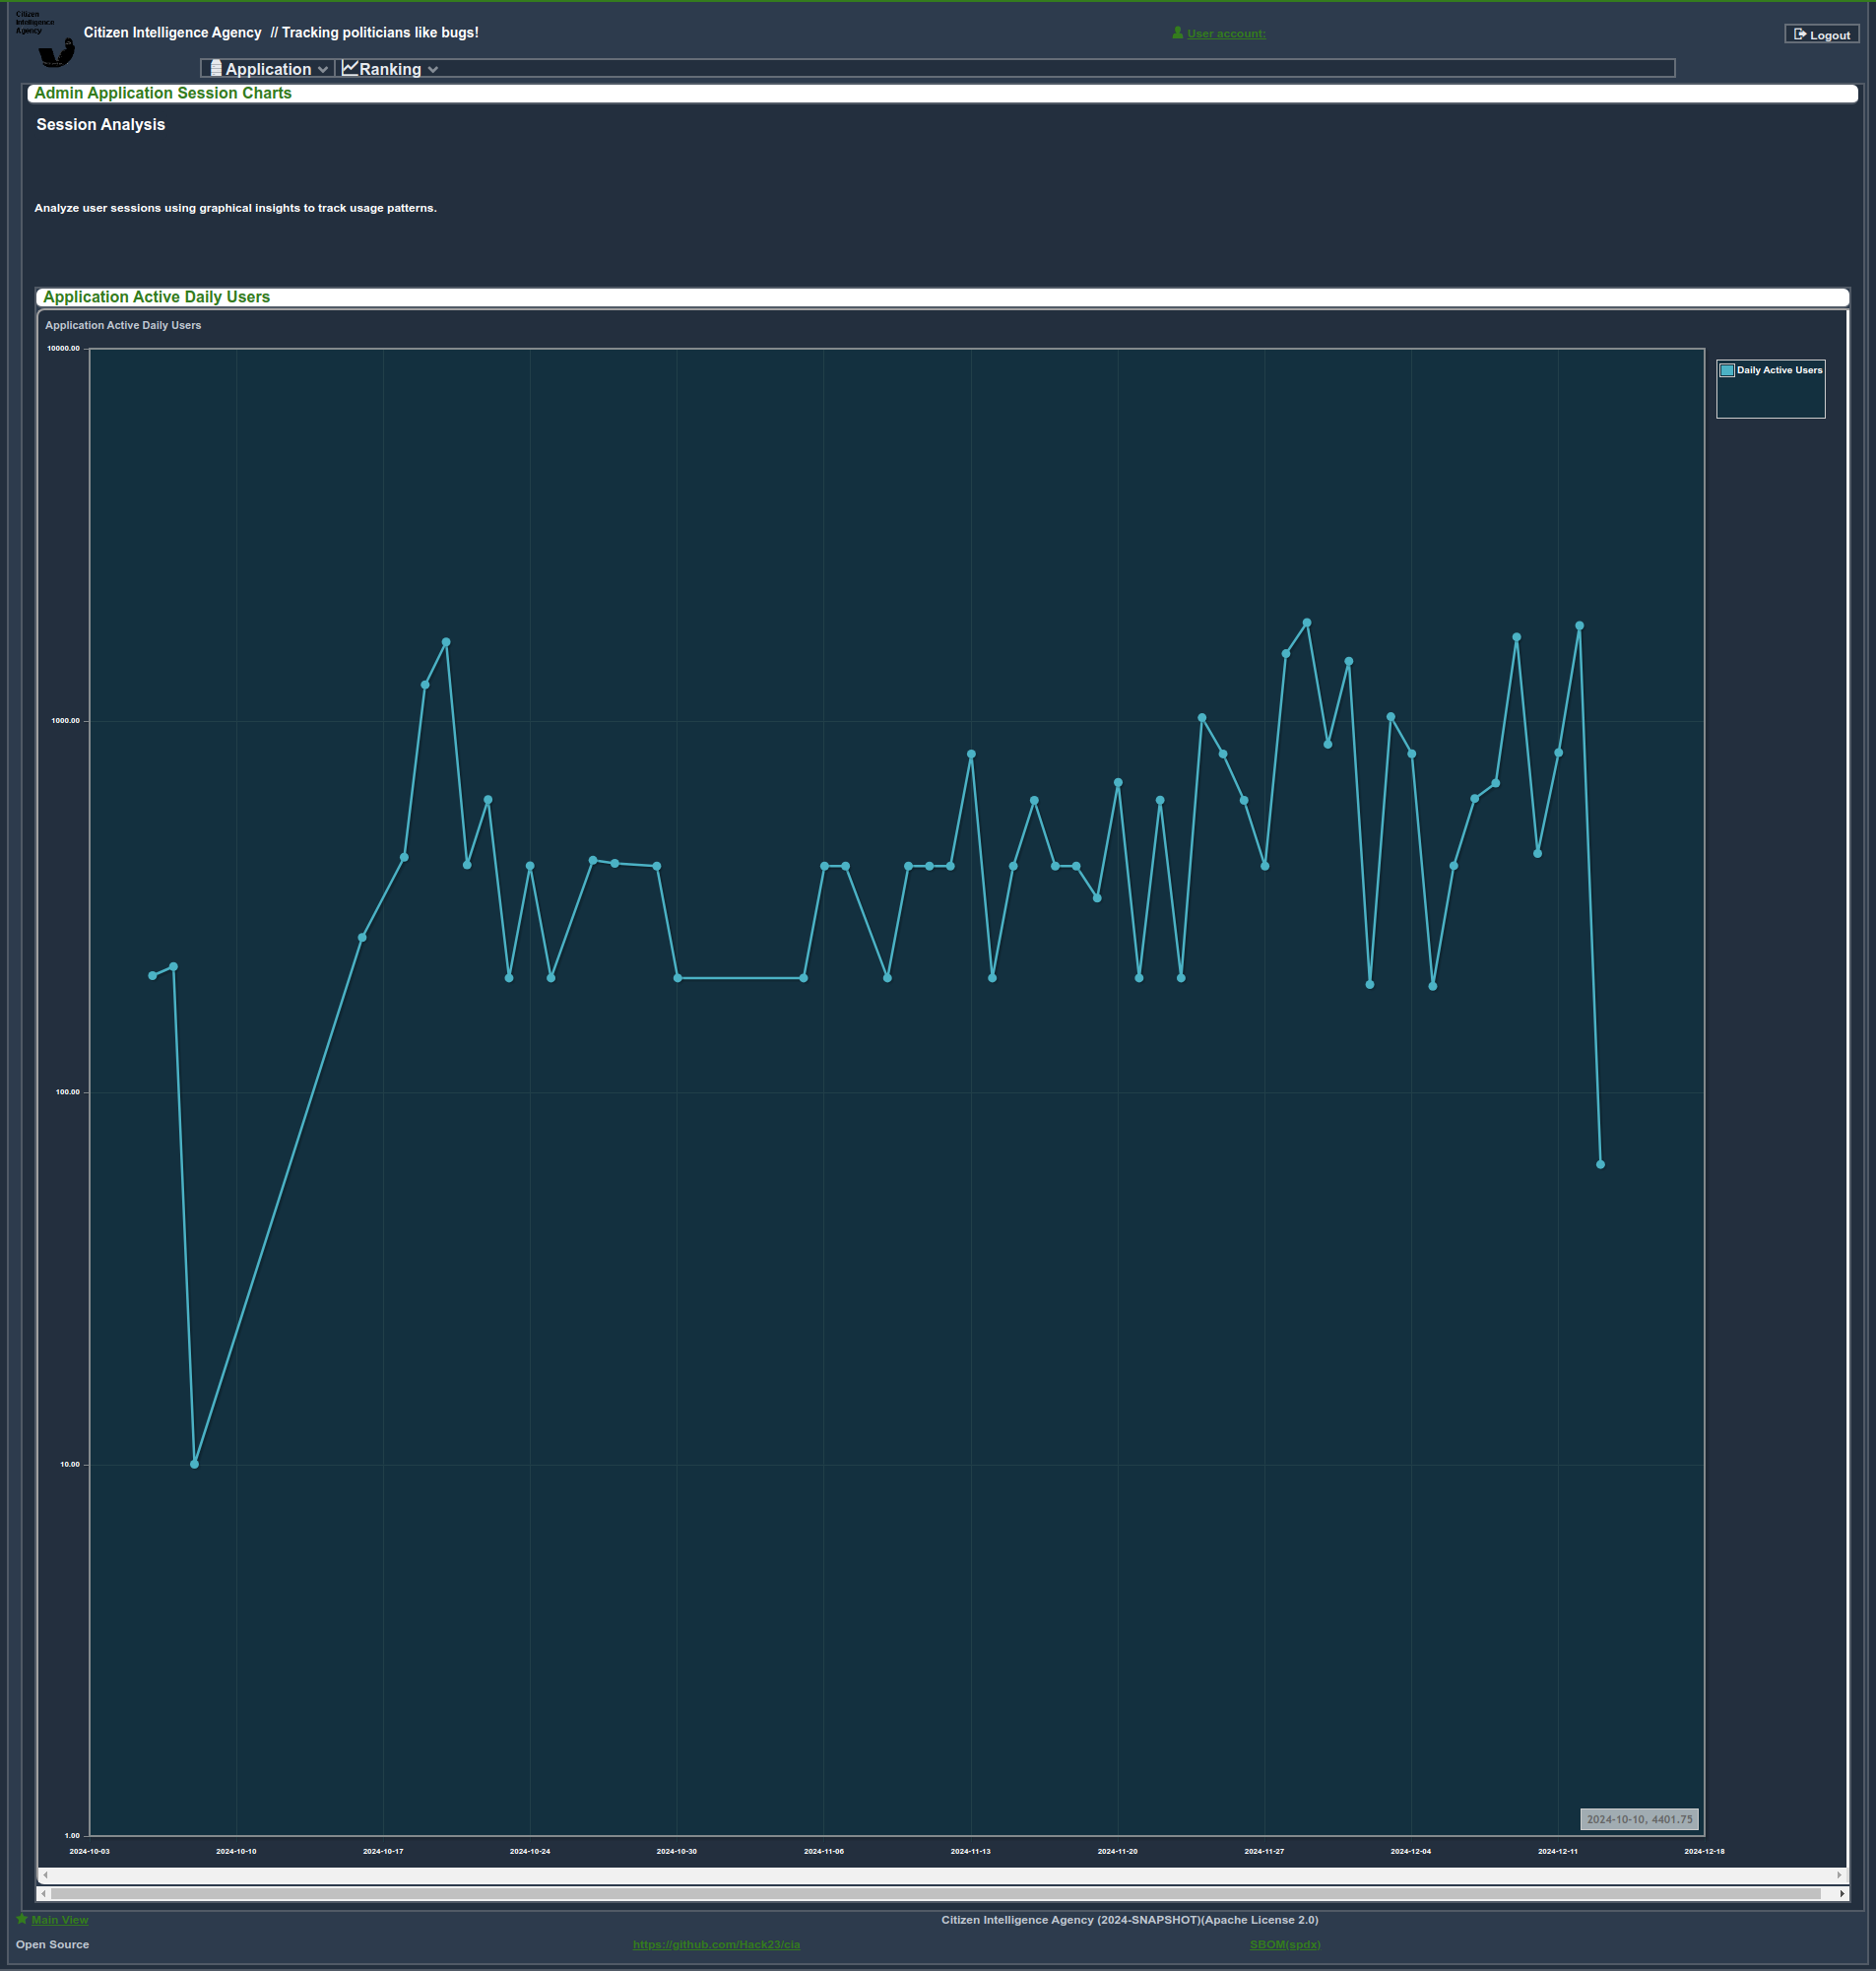 Citizen
Intelligence
Agency
Citizen Intelligence Agency // Tracking politicians like bugs!
User account:
Logout
Application
Ranking
Admin Application Session Charts
Session Analysis
Analyze user sessions using graphical insights to track usage patterns.
Application Active Daily Users
Application Active Daily Users
10000.00
Daily Active Users
1000.00
100.00
10.00
2024-10-10, 4401.75
1.00
2024-10-03 2024-10-10 2024-10-17 2024-10-24 2024-10-30 2024-11-06 2024-11-13 2024-11-20 2024-11-27 2024-12-04 2024-12-11 2024-12-18
Main View
Citizen Intelligence Agency (2024-SNAPSHOT)(Apache License 2.0)
Open Source
https://github.com/Hack23/cia
SBOM(spdx)